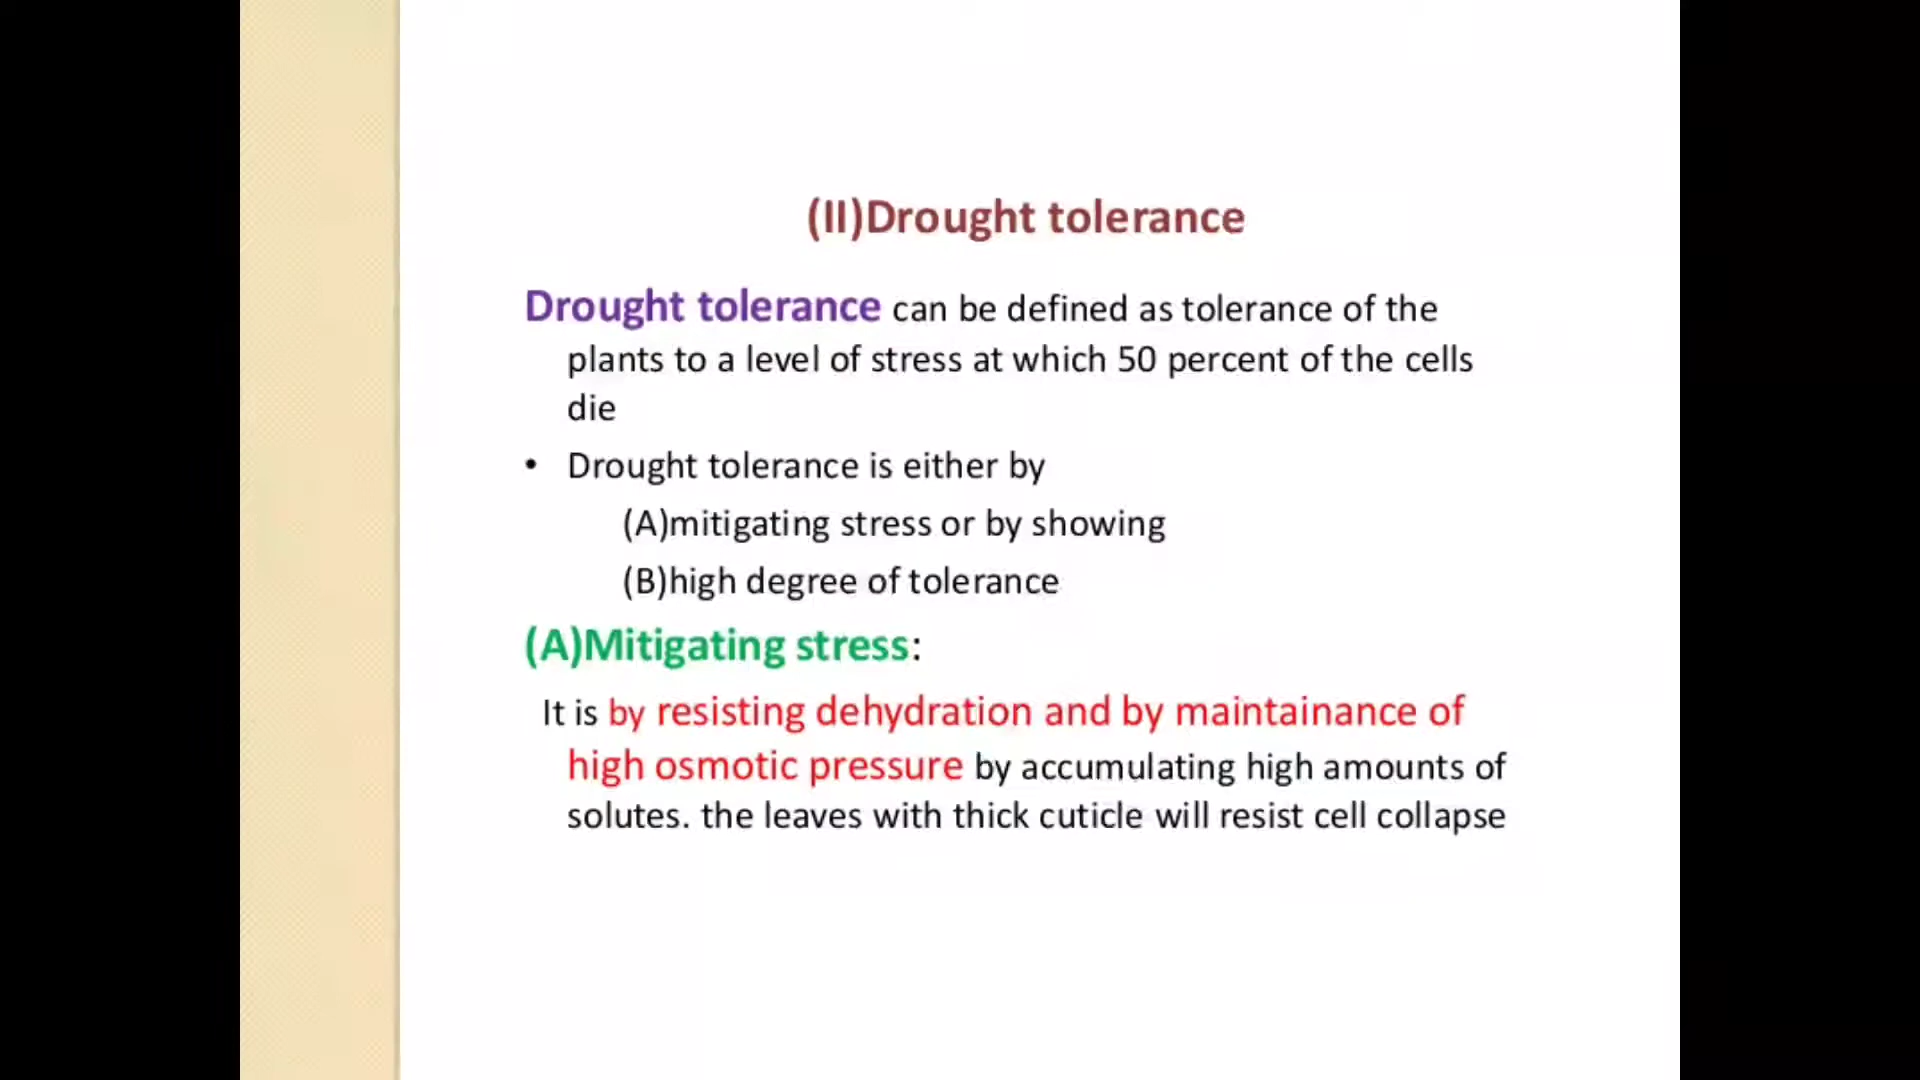 (II)Drought tolerance
Drought tolerance can be defined as tolerance of the
plants to a level of stress at which 50 percent of the cells
die
• Drought tolerance is either by
(A)mitigating stress or by showing
(B)high degree of tolerance
(A)Mitigating stress:
It is by resisting dehydration and by maintainance of
high osmotic pressure by accumulating high amounts of
solutes. the leaves with thick cuticle will resist cell collapse